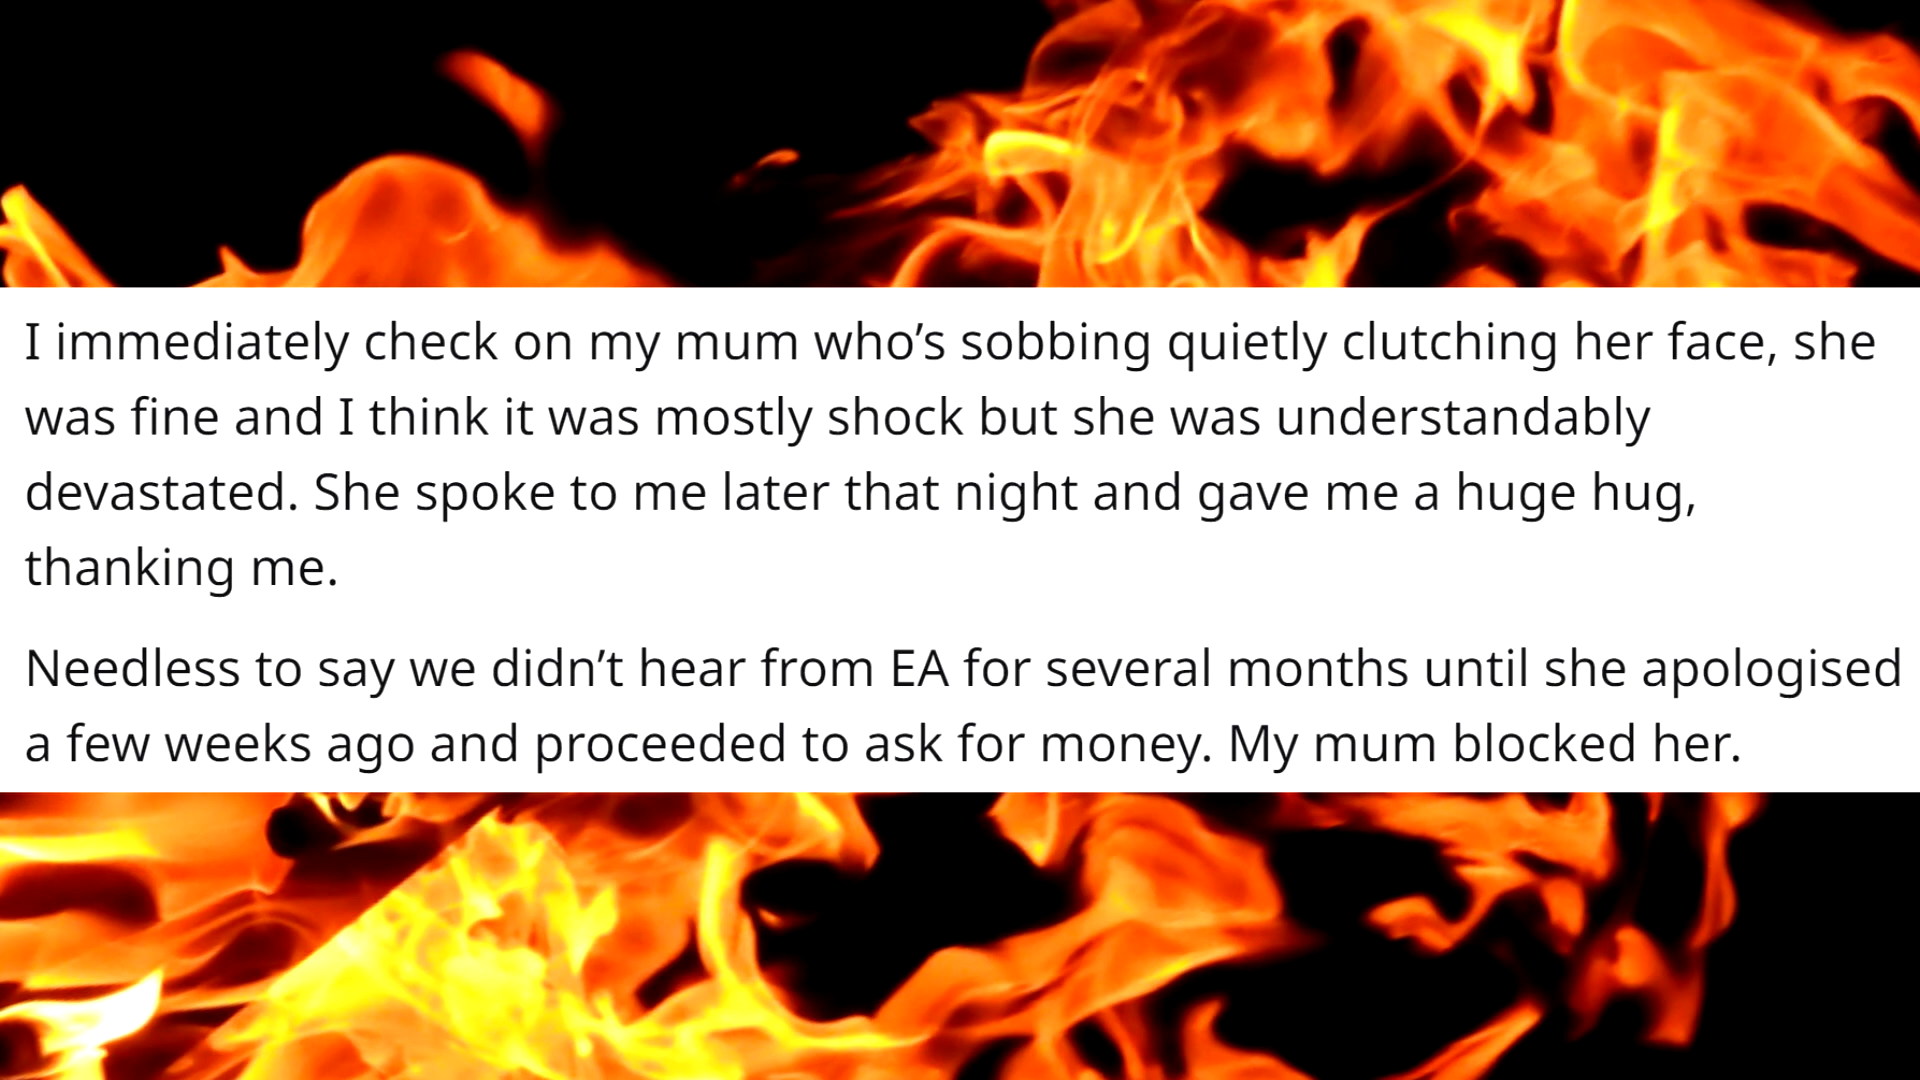 I immediately check on my mum who’s sobbing quietly clutching her face, she
was fine and I think it was mostly shock but she was understandably
devastated. She spoke to me later that night and gave me a huge hug,
thanking me.
Needless to say we didn’t hear from EA for several months until she apologised
a few weeks ago and proceeded to ask for money. My mum blocked her.